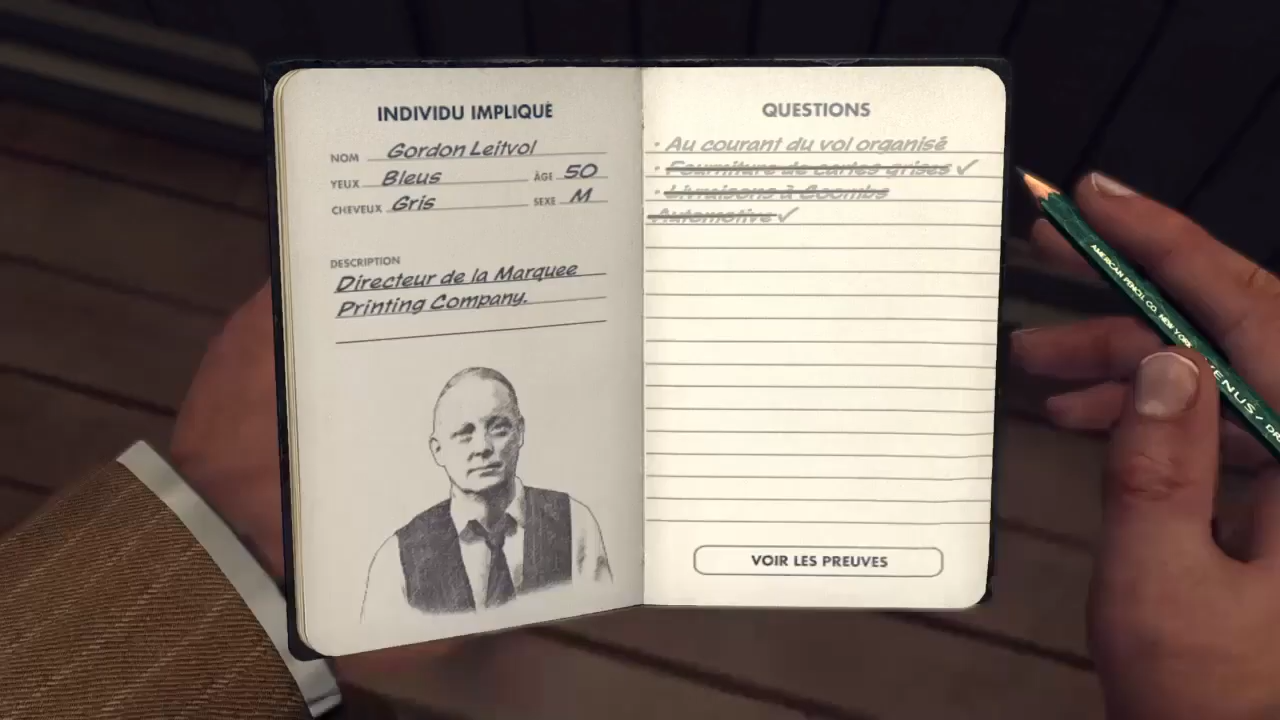 INDIVIDU IMPLIQUÉ
NOM Gordon Leitvol
YEUX Bleus ÂGE 50
CHEVEUX Gris SEXE M
DESCRIPTION
Directeur de la Marquee
Printing Company.
QUESTIONS
· Au courant du vol organisé
· Fourniture de cartes grises ✓
· Livraisons à Coombs
Automotive ✓
VOIR LES PREUVES
AMERICAN PENCIL CO. NEW YORK
VENUS